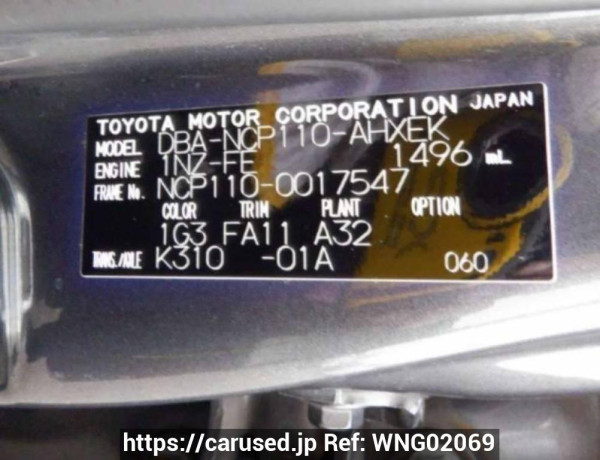 TOYOTA MOTOR CORPORATION JAPAN
MODEL DBA-NCP110-AHXEK
ENGINE 1NZ-FE 1496 mL
FRAME No. NCP110-0017547
COLOR TRIM PLANT OPTION
1G3 FA11 A32
TRANS./AXLE K310 -01A 060
https://carused.jp Ref: WNG02069